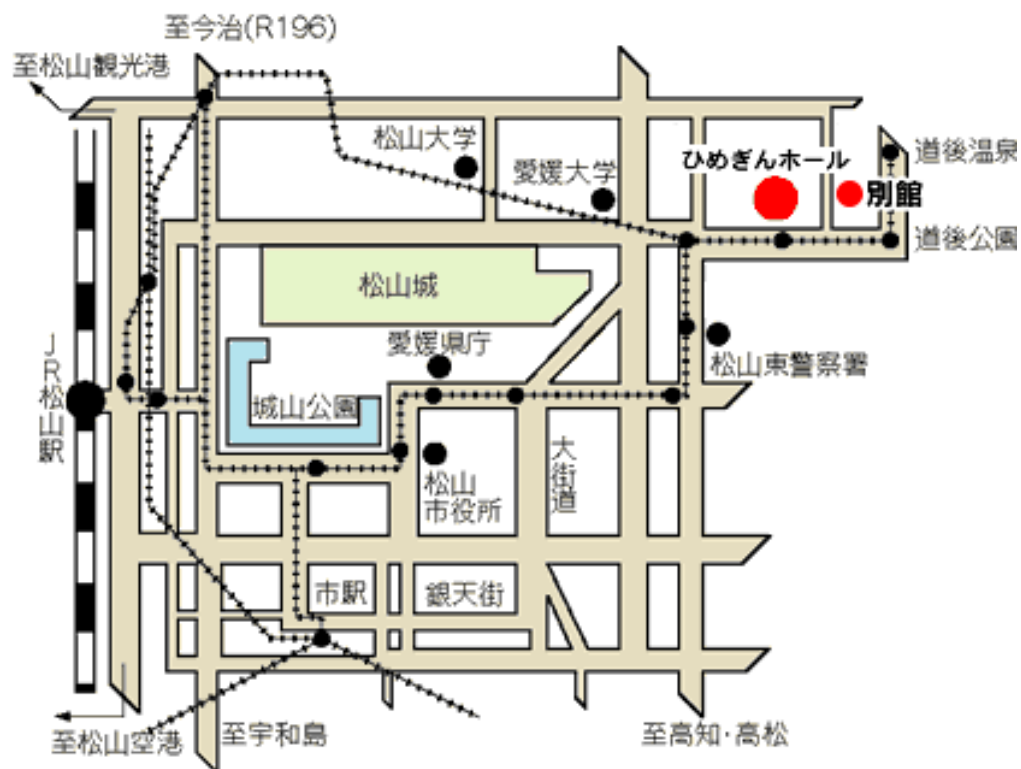 至今治(R196)
至松山観光港
松山大学
愛媛大学
ひめぎんホール
道後温泉
別館
道後公園
松山城
愛媛県庁
松山東警察署
JR松山駅
城山公園
大街道
松山
市役所
市駅
銀天街
至松山空港
至宇和島
至高知・高松